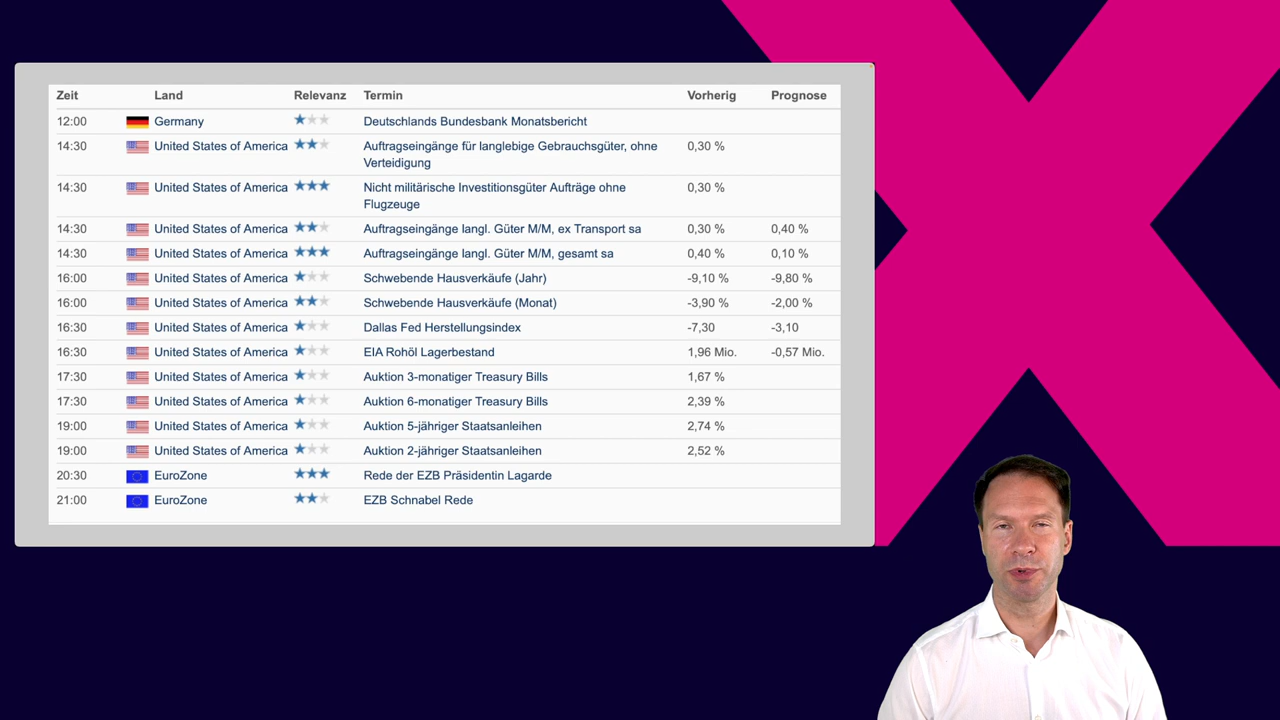 Zeit Land Relevanz Termin Vorherig Prognose
12:00 Germany Deutschlands Bundesbank Monatsbericht
14:30 United States of America Auftragseingänge für langlebige Gebrauchsgüter, ohne 0,30 %
Verteidigung
14:30 United States of America Nicht militärische Investitionsgüter Aufträge ohne 0,30 %
Flugzeuge
14:30 United States of America Auftragseingänge langl. Güter M/M, ex Transport sa 0,30 % 0,40 %
14:30 United States of America Auftragseingänge langl. Güter M/M, gesamt sa 0,40 % 0,10 %
16:00 United States of America Schwebende Hausverkäufe (Jahr) -9,10 % -9,80 %
16:00 United States of America Schwebende Hausverkäufe (Monat) -3,90 % -2,00 %
16:30 United States of America Dallas Fed Herstellungsindex -7,30 -3,10
16:30 United States of America EIA Rohöl Lagerbestand 1,96 Mio. -0,57 Mio.
17:30 United States of America Auktion 3-monatiger Treasury Bills 1,67 %
17:30 United States of America Auktion 6-monatiger Treasury Bills 2,39 %
19:00 United States of America Auktion 5-jähriger Staatsanleihen 2,74 %
19:00 United States of America Auktion 2-jähriger Staatsanleihen 2,52 %
20:30 EuroZone Rede der EZB Präsidentin Lagarde
21:00 EuroZone EZB Schnabel Rede